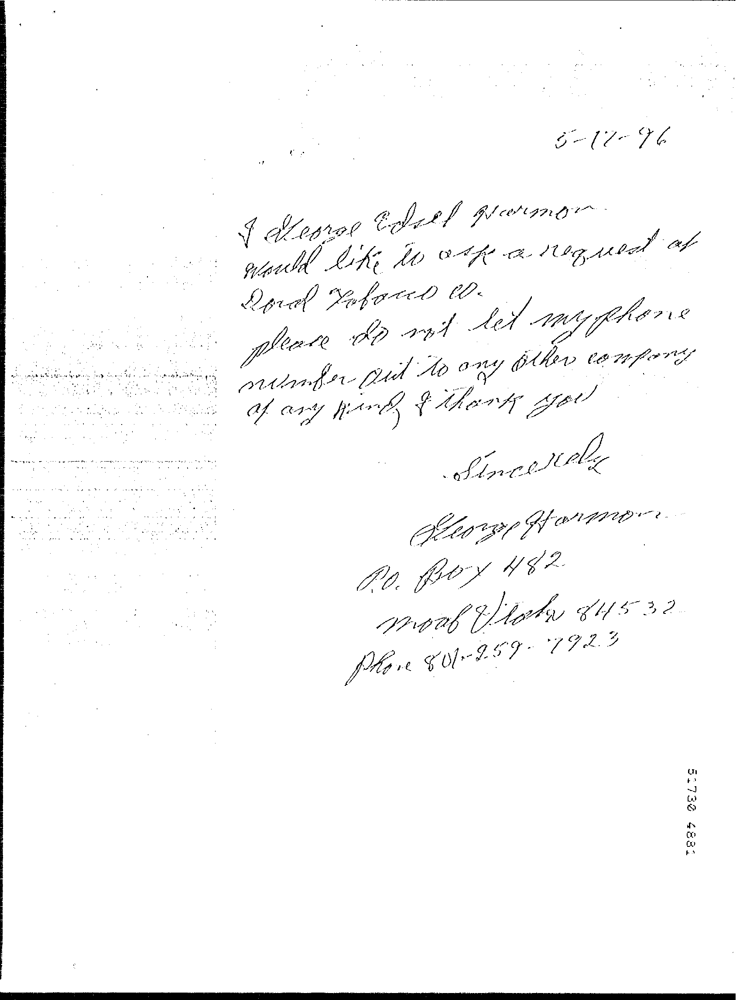 5-17-96
I George Edsel Harmon
would like to ask a request of
Doral Tobacco co.
please do not let my phone
number out to any other company
of any kind, I thank you
Sincerely
George Harmon
P.O. Box 482
Moab Utah 84532
Phone 801-259-7923
51730 4881